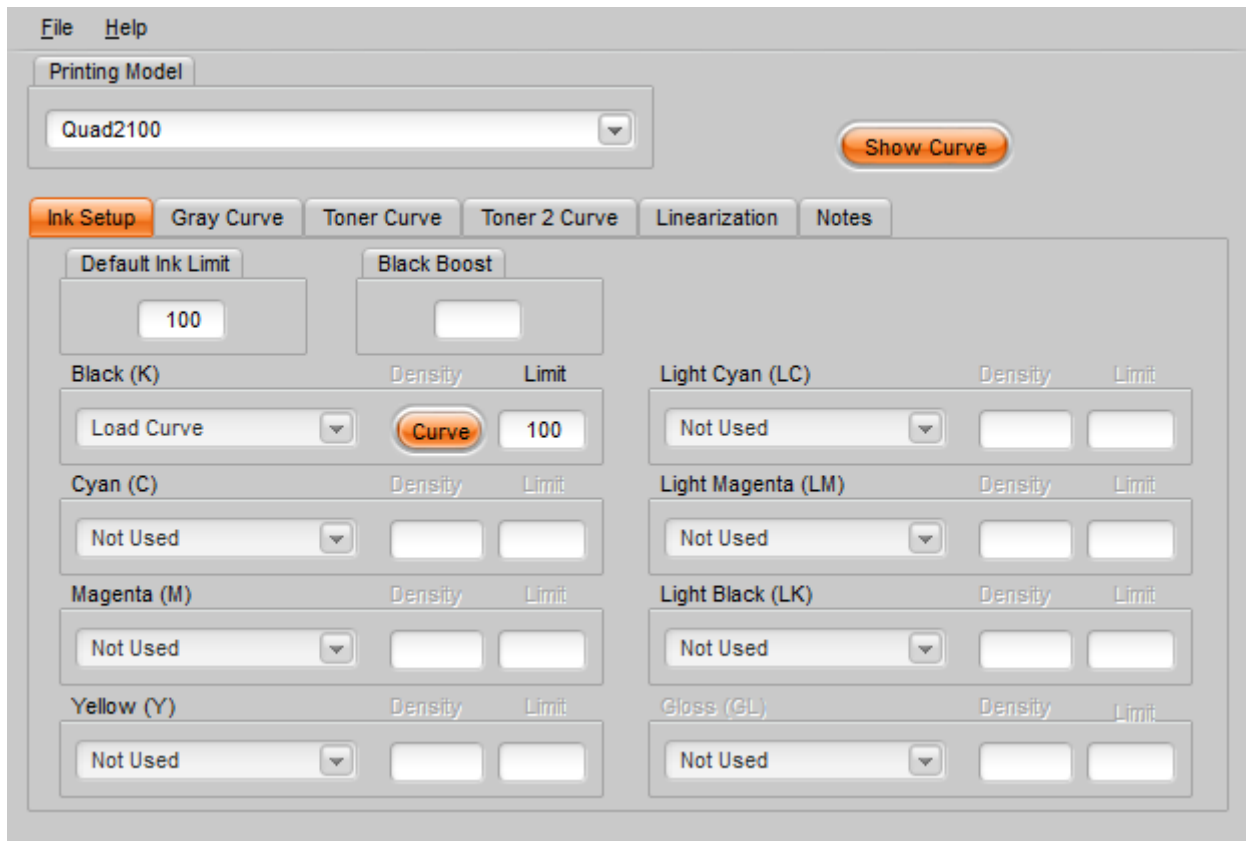 File Help
Printing Model
Quad2100
Show Curve
Ink Setup Gray Curve Toner Curve Toner 2 Curve Linearization Notes
Default Ink Limit Black Boost
100
Black (K) Density Limit Light Cyan (LC) Density Limit
Load Curve Curve 100 Not Used
Cyan (C) Density Limit Light Magenta (LM) Density Limit
Not Used Not Used
Magenta (M) Density Limit Light Black (LK) Density Limit
Not Used Not Used
Yellow (Y) Density Limit Gloss (GL) Density Limit
Not Used Not Used